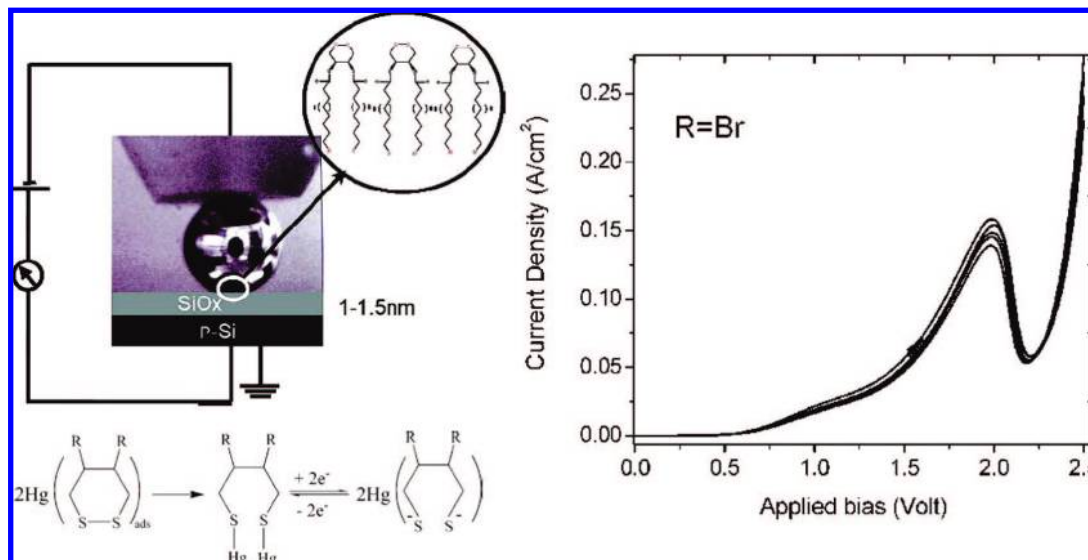 SiOx
p-Si
1-1.5nm
R R
2Hg( S—S )ads
R R
S S
Hg Hg
+ 2e-
- 2e-
R R
2Hg( -S S- )
Current Density (A/cm2)
0.25
0.20
0.15
0.10
0.05
0.00
R=Br
0.0 0.5 1.0 1.5 2.0 2.5
Applied bias (Volt)